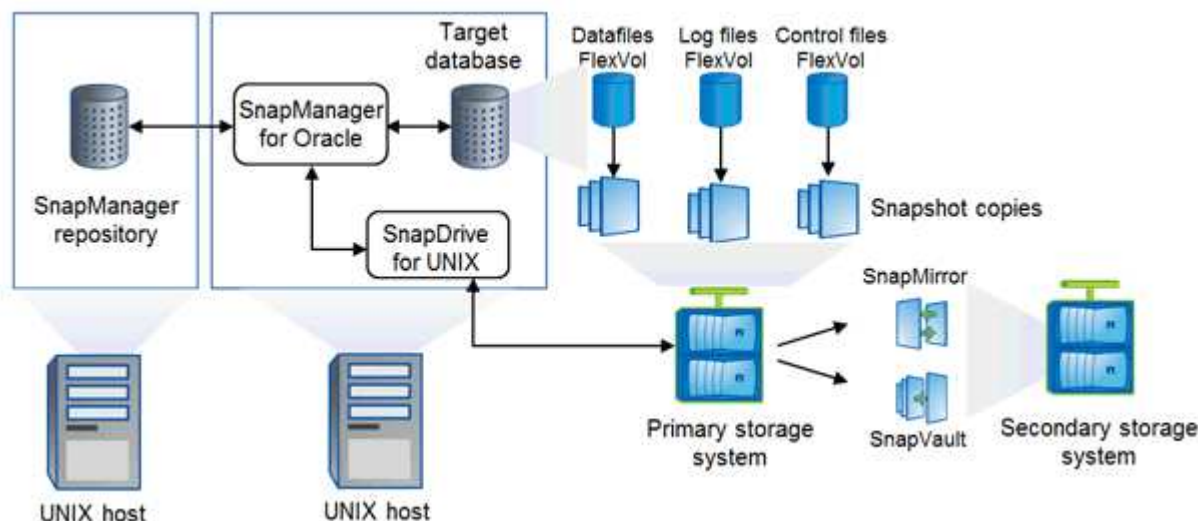 Target
database
Datafiles
FlexVol
Log files
FlexVol
Control files
FlexVol
SnapManager
for Oracle
SnapManager
repository
Snapshot copies
SnapDrive
for UNIX
SnapMirror
SnapVault
Primary storage
system
Secondary storage
system
UNIX host
UNIX host